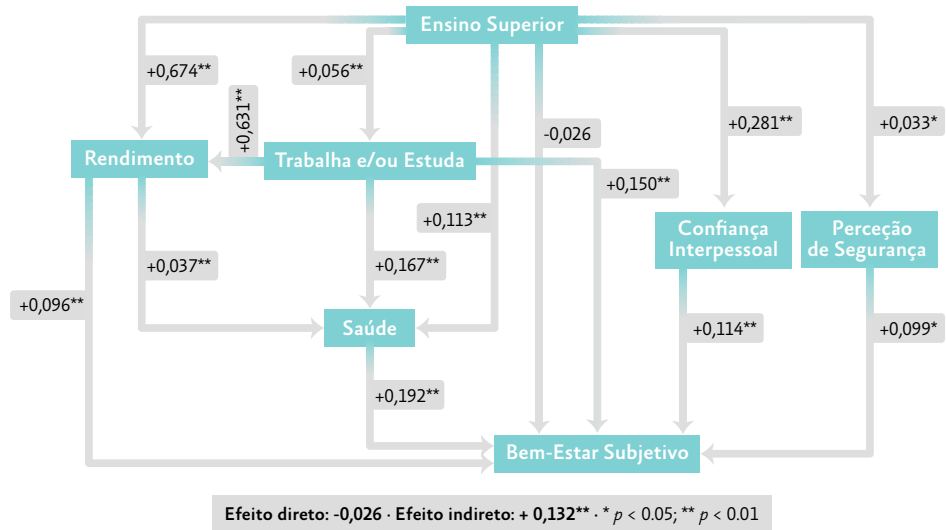 Ensino Superior
+0,674**
+0,056**
+0,631**
-0,026
+0,281**
+0,033*
Rendimento
Trabalha e/ou Estuda
+0,150**
+0,113**
Confiança
Interpessoal
Perceção
de Segurança
+0,037**
+0,167**
+0,096**
Saúde
+0,114**
+0,099*
+0,192**
Bem-Estar Subjetivo
Efeito direto: -0,026 · Efeito indireto: + 0,132** · * p < 0.05; ** p < 0.01